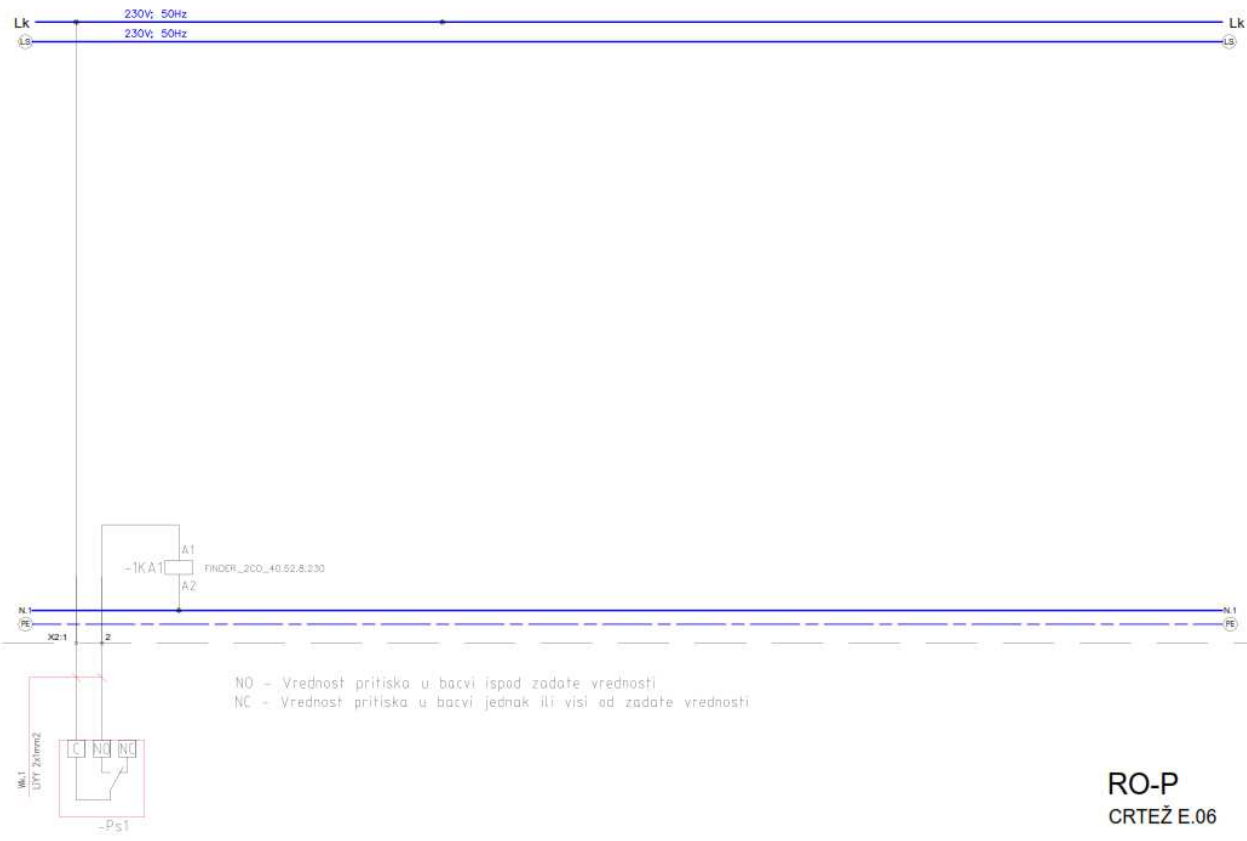 230V; 50Hz
Lk Lk
230V; 50Hz
LS LS
A1
-1KA1 FINDER_2CO_40.52.8.230
A2
N.1 N.1
PE PE
X2:1 2
NO - Vrednost pritiska u bacvi ispod zadate vrednosti
NC - Vrednost pritiska u bacvi jednak ili visi od zadate vrednosti
Wk.1
LIYY 2x1mm2
C NO NC
-Ps1
RO-P
CRTEŽ E.06